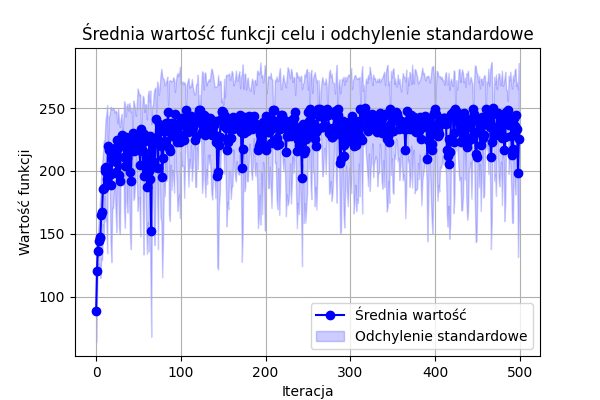 Średnia wartość funkcji celu i odchylenie standardowe
Wartość funkcji
250
200
150
100
Średnia wartość
Odchylenie standardowe
0 100 200 300 400 500
Iteracja